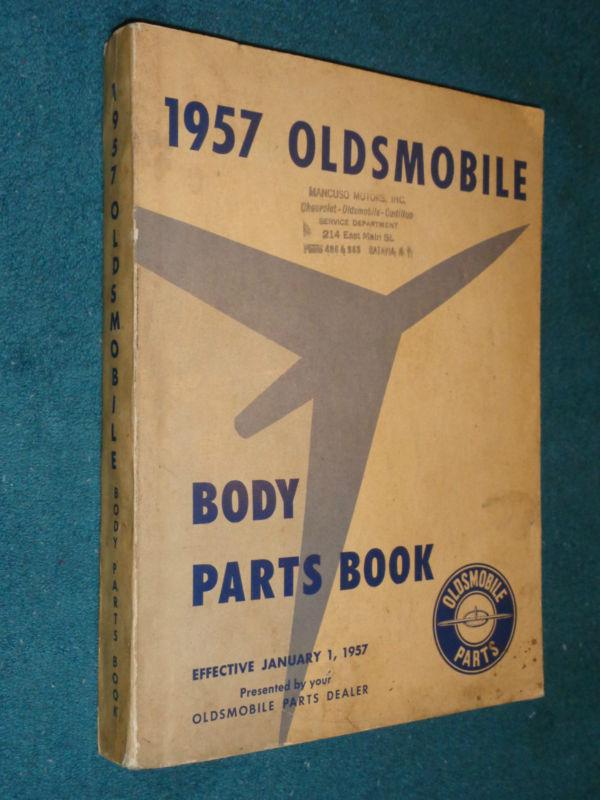 1957 OLDSMOBILE BODY PARTS BOOK
1957 OLDSMOBILE
MANCUSO MOTORS, INC.
Chevrolet - Oldsmobile - Cadillac
SERVICE DEPARTMENT
214 East Main St.
BATAVIA, N. Y.
BODY
PARTS BOOK
OLDSMOBILE
PARTS
EFFECTIVE JANUARY 1, 1957
Presented by your
OLDSMOBILE PARTS DEALER